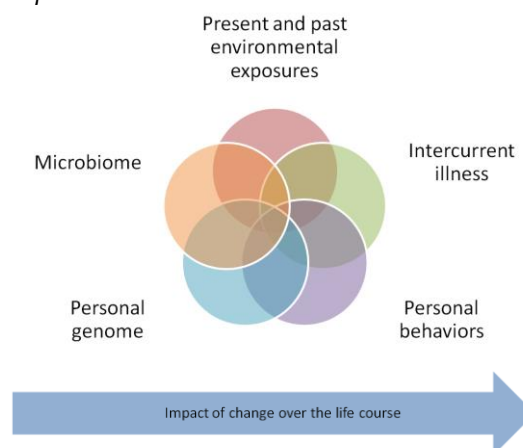 Present and past
environmental
exposures
Microbiome
Intercurrent
illness
Personal
genome
Personal
behaviors
Impact of change over the life course